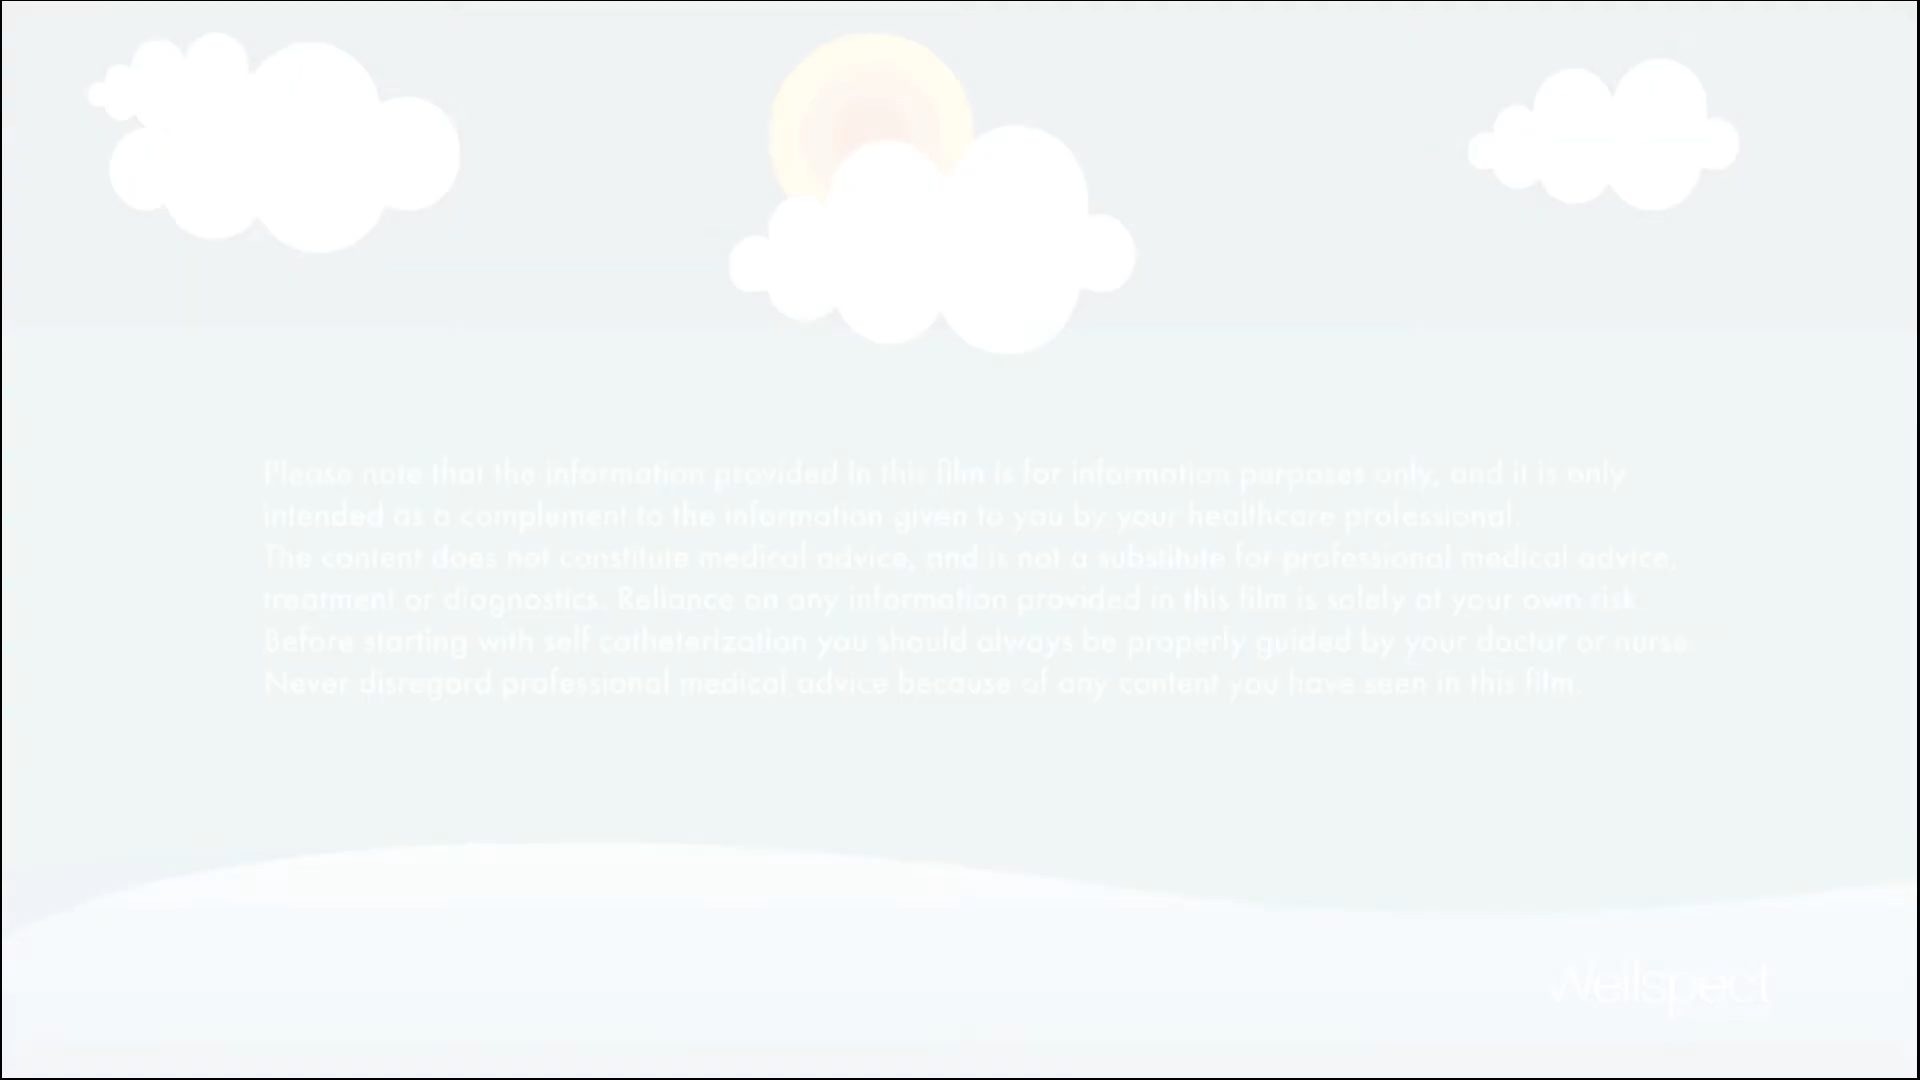 Please note that the information provided in this film is for information purposes only, and it is only
intended as a complement to the information given to you by your healthcare professional.
The content does not constitute medical advice, and is not a substitute for professional medical advice,
treatment or diagnostics. Reliance on any information provided in this film is solely at your own risk.
Before starting with self catheterization you should always be properly guided by your doctor or nurse.
Never disregard professional medical advice because of any content you have seen in this film.
Wellspect